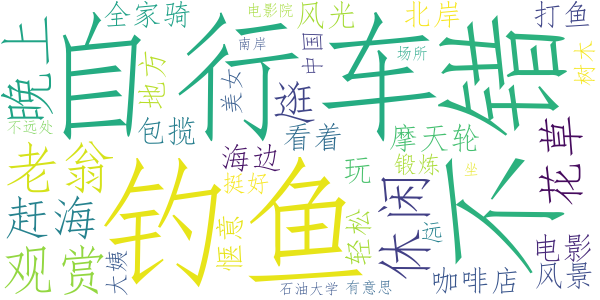 全家骑
电影院
风光
北岸
打鱼
晚上
自行车
不错
地方
美女
南岸
逛
中国
场所
树木
不远处
包揽
看着
摩天轮
花草
老翁
钓鱼
海边
玩
锻炼
坐
休闲
赶海
挺好
惬意
轻松
远
电影
观赏
大姨
咖啡店
风景
石油大学
有意思